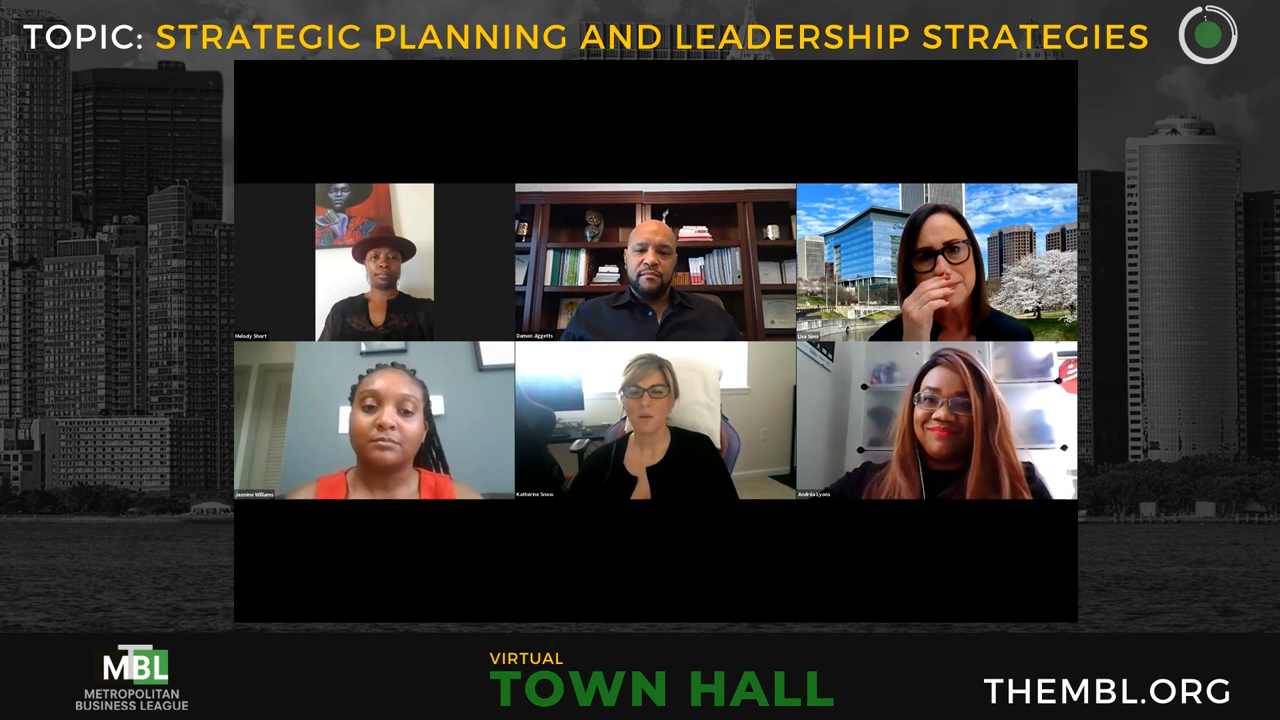 TOPIC: STRATEGIC PLANNING AND LEADERSHIP STRATEGIES
Melody Short
Damon Jiggetts
Lisa Sims
Jasmine Williams
Katherine Snow
Andréa Lyons
MBL
METROPOLITAN
BUSINESS LEAGUE
VIRTUAL
TOWN HALL
THEMBL.ORG